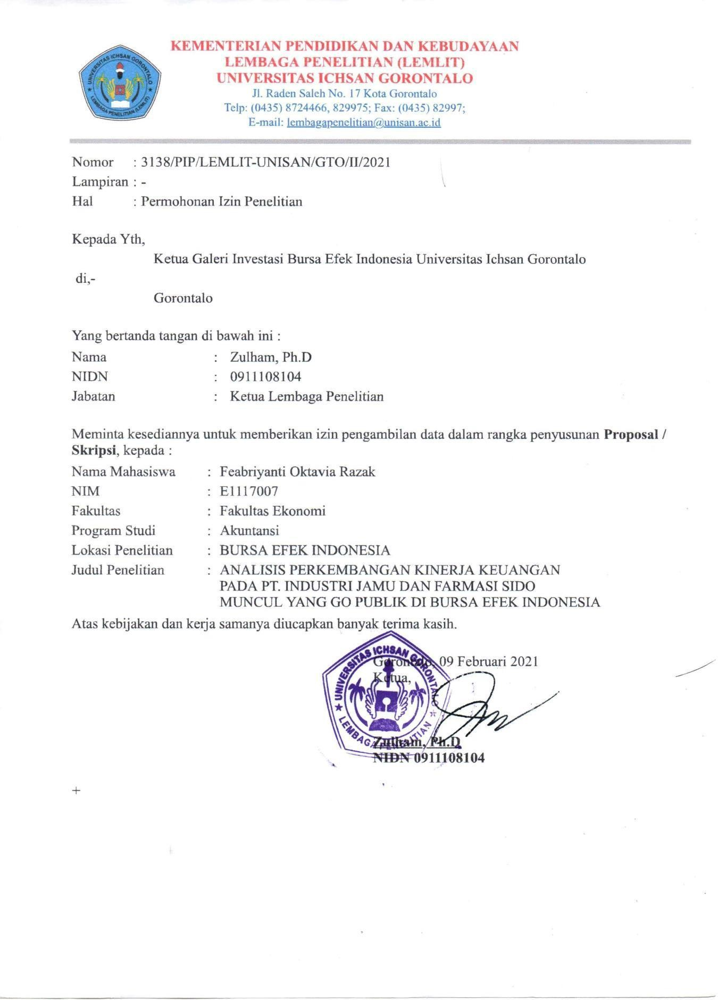 KEMENTERIAN PENDIDIKAN DAN KEBUDAYAAN
LEMBAGA PENELITIAN (LEMLIT)
UNIVERSITAS ICHSAN GORONTALO
Jl. Raden Saleh No. 17 Kota Gorontalo
Telp: (0435) 8724466, 829975; Fax: (0435) 82997;
E-mail: lembagapenelitian@unisan.ac.id
UNIVERSITAS ICHSAN GORONTALO
LEMBAGA PENELITIAN (LEMLIT)
Nomor : 3138/PIP/LEMLIT-UNISAN/GTO/II/2021
Lampiran : -
Hal : Permohonan Izin Penelitian
Kepada Yth,
Ketua Galeri Investasi Bursa Efek Indonesia Universitas Ichsan Gorontalo
di,-
Gorontalo
Yang bertanda tangan di bawah ini :
Nama : Zulham, Ph.D
NIDN : 0911108104
Jabatan : Ketua Lembaga Penelitian
Meminta kesediannya untuk memberikan izin pengambilan data dalam rangka penyusunan Proposal /
Skripsi, kepada :
Nama Mahasiswa : Feabriyanti Oktavia Razak
NIM : E1117007
Fakultas : Fakultas Ekonomi
Program Studi : Akuntansi
Lokasi Penelitian : BURSA EFEK INDONESIA
Judul Penelitian : ANALISIS PERKEMBANGAN KINERJA KEUANGAN
PADA PT. INDUSTRI JAMU DAN FARMASI SIDO
MUNCUL YANG GO PUBLIK DI BURSA EFEK INDONESIA
Atas kebijakan dan kerja samanya diucapkan banyak terima kasih.
Gorontalo, 09 Februari 2021
Ketua,
UNIVERSITAS ICHSAN GORONTALO
LEMBAGA PENELITIAN
Zulham, Ph.D
NIDN 0911108104
+